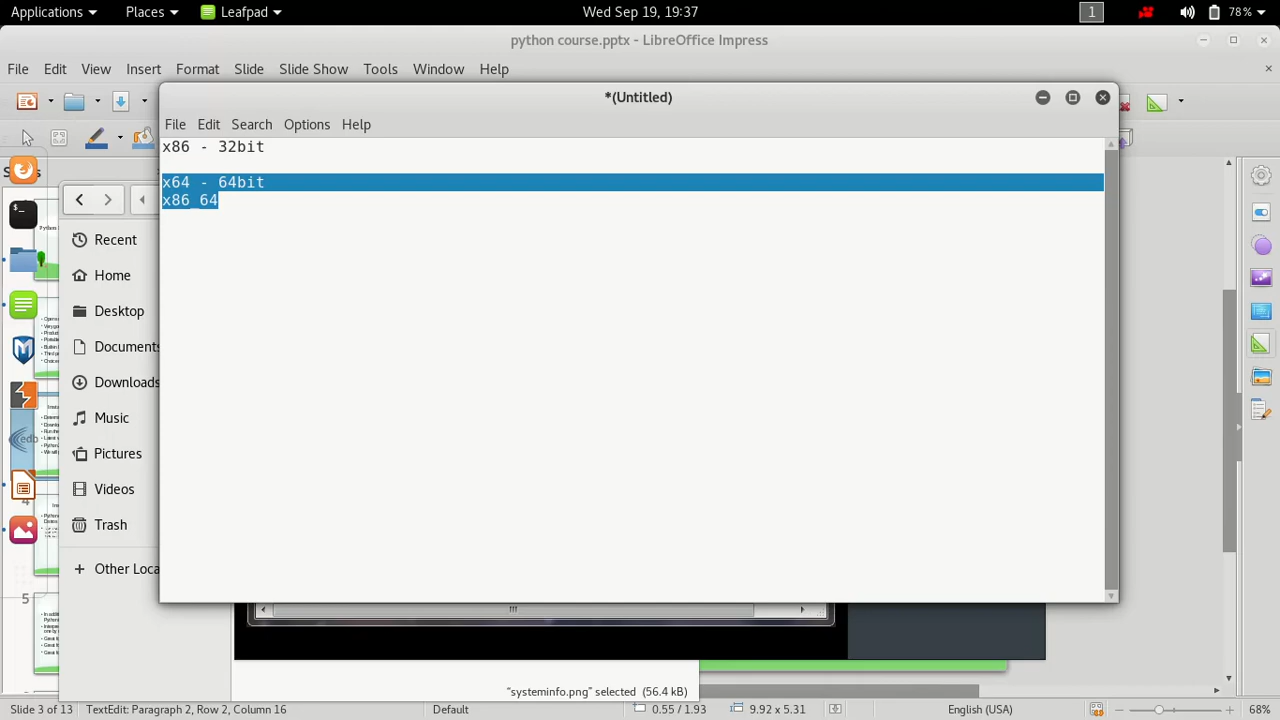 Applications Places Leafpad Wed Sep 19, 19:37 1 78%
python course.pptx - LibreOffice Impress
File Edit View Insert Format Slide Slide Show Tools Window Help
*(Untitled)
File Edit Search Options Help
x86 - 32bit
x64 - 64bit
x86_64
Recent
Home
Desktop
Documents
Downloads
Music
Pictures
Videos
Trash
+ Other Loca
edb
4
5
"systeminfo.png" selected (56.4 kB)
Slide 3 of 13 TextEdit: Paragraph 2, Row 2, Column 16 Default 0.55 / 1.93 9.92 x 5.31 English (USA) 68%